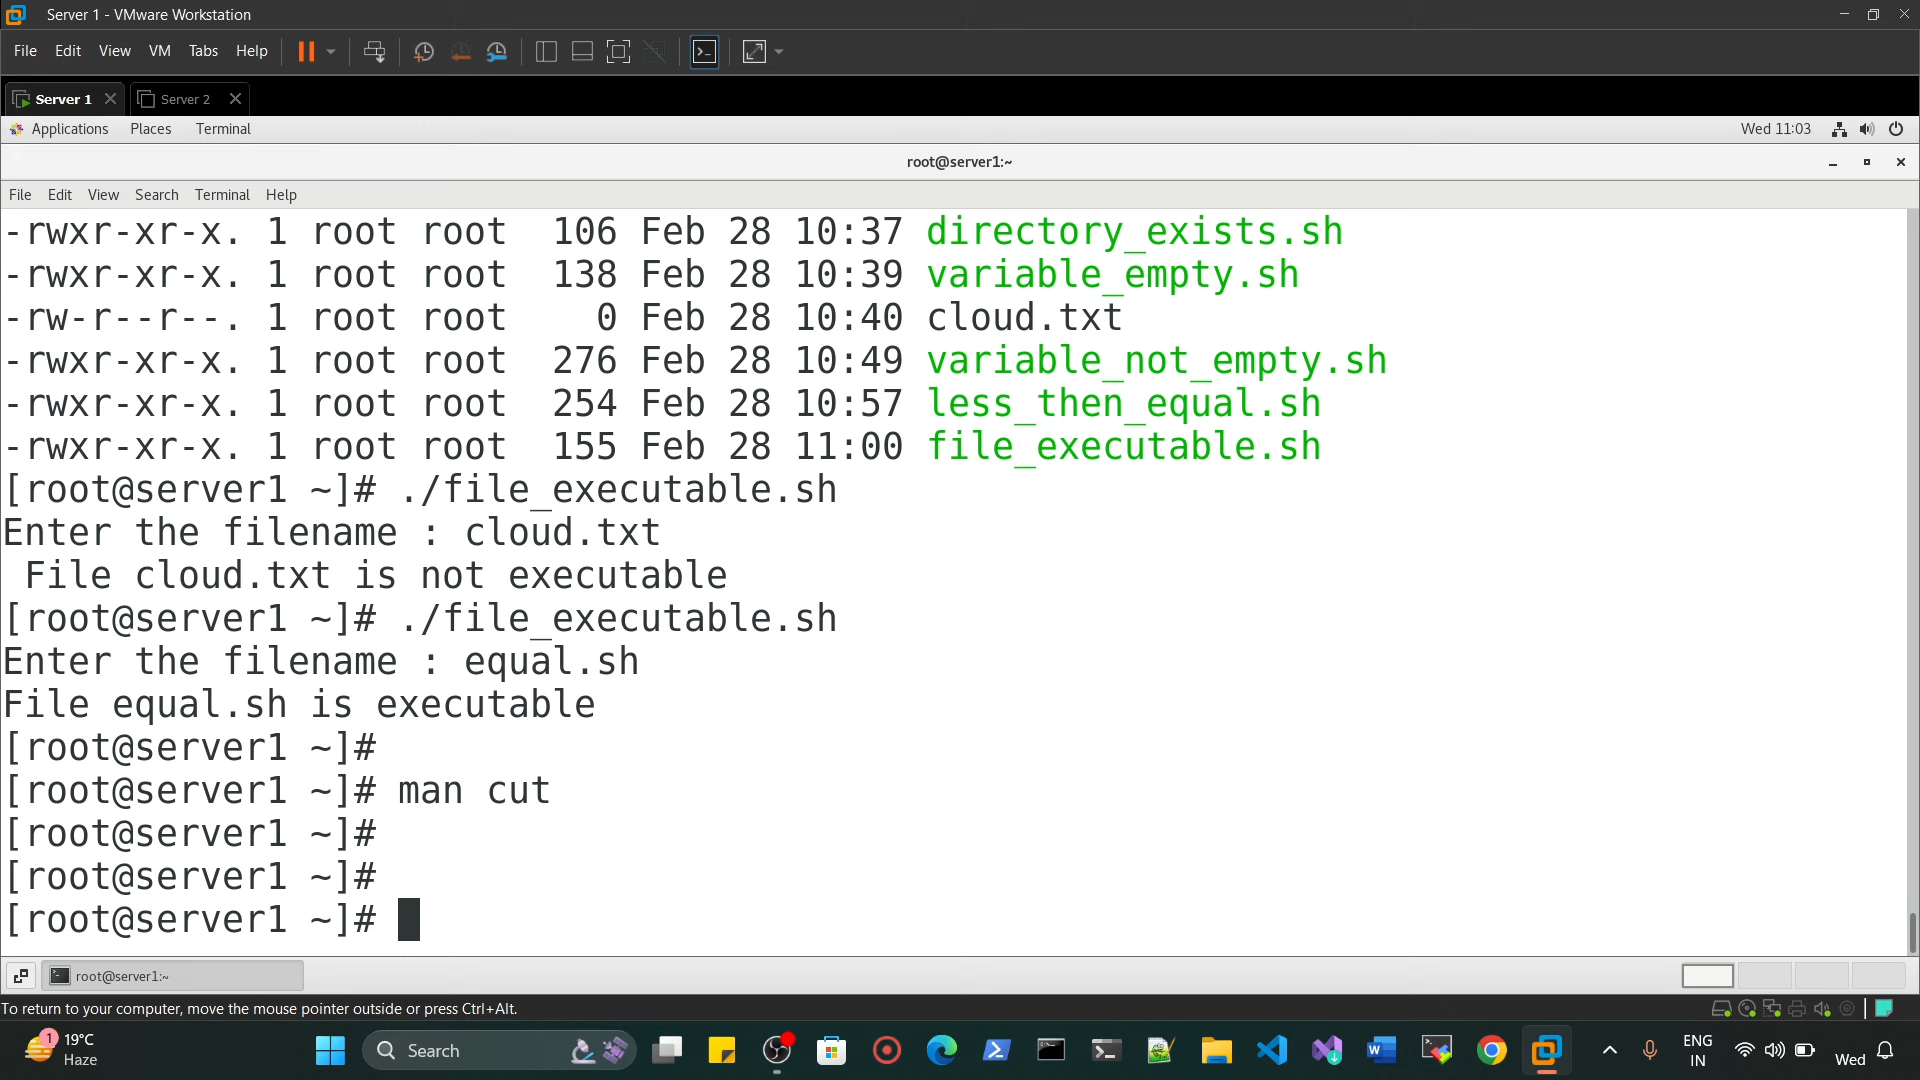 Server 1 - VMware Workstation
File Edit View VM Tabs Help
Server 1 Server 2
Applications Places Terminal Wed 11:03
root@server1:~
File Edit View Search Terminal Help
-rwxr-xr-x. 1 root root  106 Feb 28 10:37 directory_exists.sh
-rwxr-xr-x. 1 root root  138 Feb 28 10:39 variable_empty.sh
-rw-r--r--. 1 root root    0 Feb 28 10:40 cloud.txt
-rwxr-xr-x. 1 root root  276 Feb 28 10:49 variable_not_empty.sh
-rwxr-xr-x. 1 root root  254 Feb 28 10:57 less_then_equal.sh
-rwxr-xr-x. 1 root root  155 Feb 28 11:00 file_executable.sh
[root@server1 ~]# ./file_executable.sh
Enter the filename : cloud.txt
 File cloud.txt is not executable
[root@server1 ~]# ./file_executable.sh
Enter the filename : equal.sh
File equal.sh is executable
[root@server1 ~]#
[root@server1 ~]# man cut
[root@server1 ~]#
[root@server1 ~]#
[root@server1 ~]#
root@server1:~
To return to your computer, move the mouse pointer outside or press Ctrl+Alt.
1 19°C
Haze
Search
ENG
IN
Wed